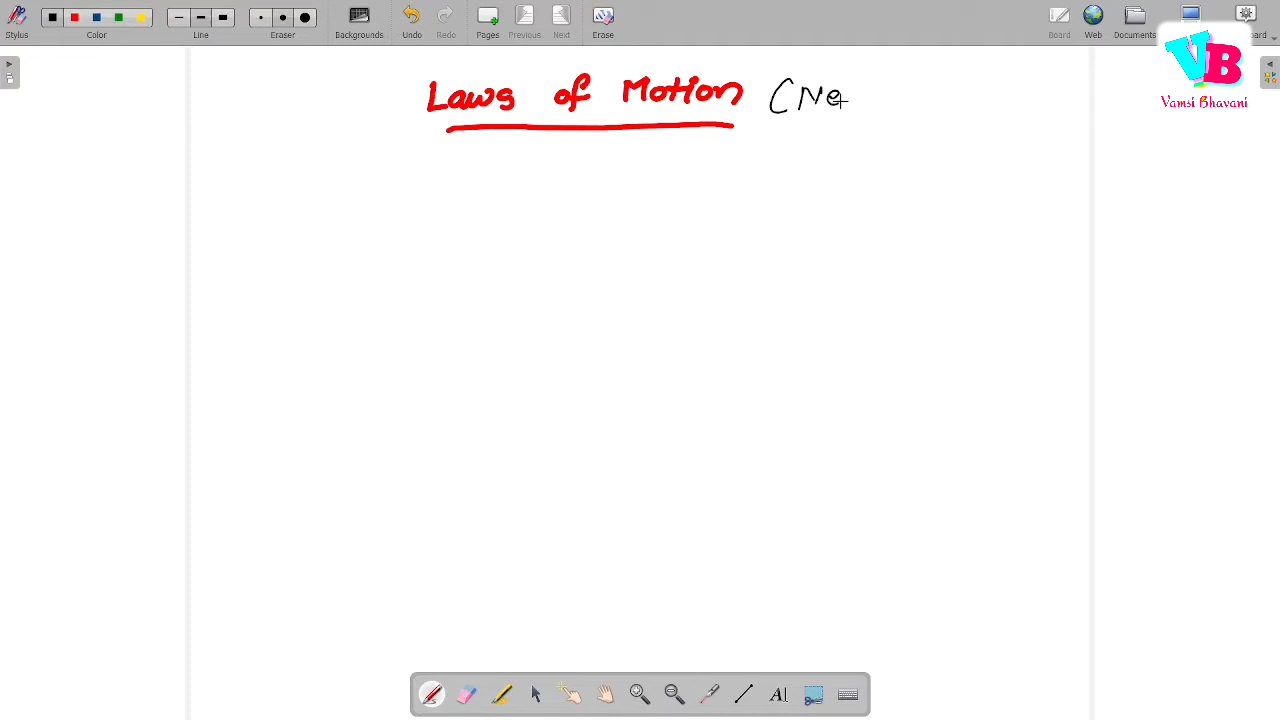 Stylus Color Line Eraser Backgrounds Undo Redo Pages Previous Next Erase Board Web Documents
VB
Vamsi Bhavani
Laws of Motion (Ne